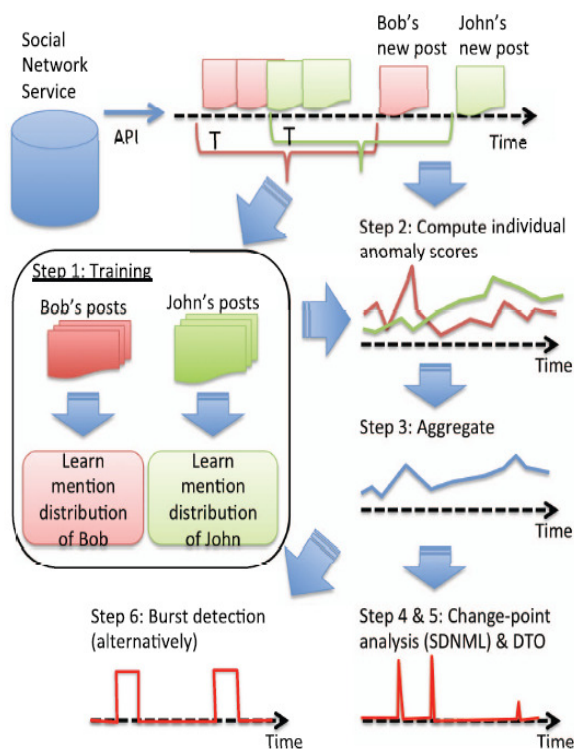 Social
Network
Service
API
Bob's
new post
John's
new post
T
T
Time
Step 1: Training
Bob's posts
John's posts
Learn
mention
distribution
of Bob
Learn
mention
distribution
of John
Step 2: Compute individual
anomaly scores
Time
Step 3: Aggregate
Time
Step 4 & 5: Change-point
analysis (SDNML) & DTO
Time
Step 6: Burst detection
(alternatively)
Time